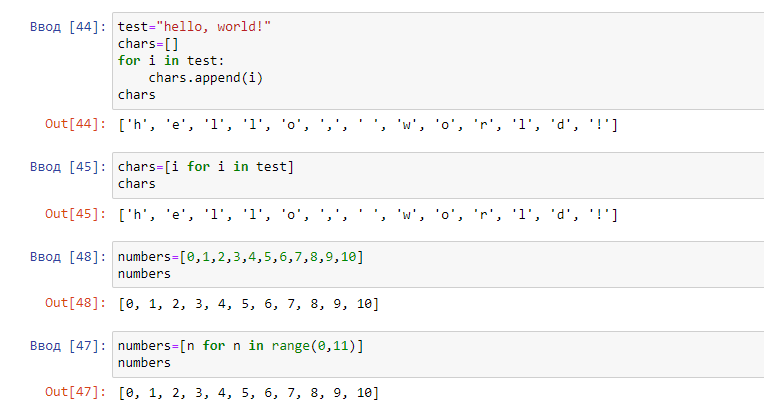 Ввод [44]: test="hello, world!"
chars=[]
for i in test:
    chars.append(i)
chars
Out[44]: ['h', 'e', 'l', 'l', 'o', ',', ' ', 'w', 'o', 'r', 'l', 'd', '!']
Ввод [45]: chars=[i for i in test]
chars
Out[45]: ['h', 'e', 'l', 'l', 'o', ',', ' ', 'w', 'o', 'r', 'l', 'd', '!']
Ввод [48]: numbers=[0,1,2,3,4,5,6,7,8,9,10]
numbers
Out[48]: [0, 1, 2, 3, 4, 5, 6, 7, 8, 9, 10]
Ввод [47]: numbers=[n for n in range(0,11)]
numbers
Out[47]: [0, 1, 2, 3, 4, 5, 6, 7, 8, 9, 10]